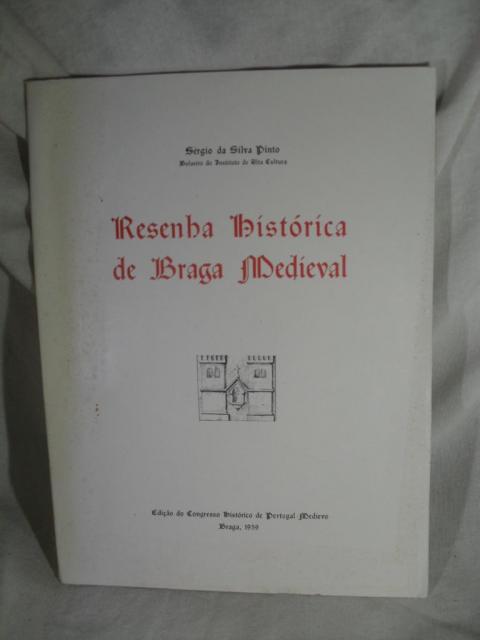 Sérgio da Silva Pinto
Bolseiro do Instituto de Alta Cultura
Resenha Histórica
de Braga Medieval
Edição do Congresso Histórico de Portugal Medievo
Braga, 1959